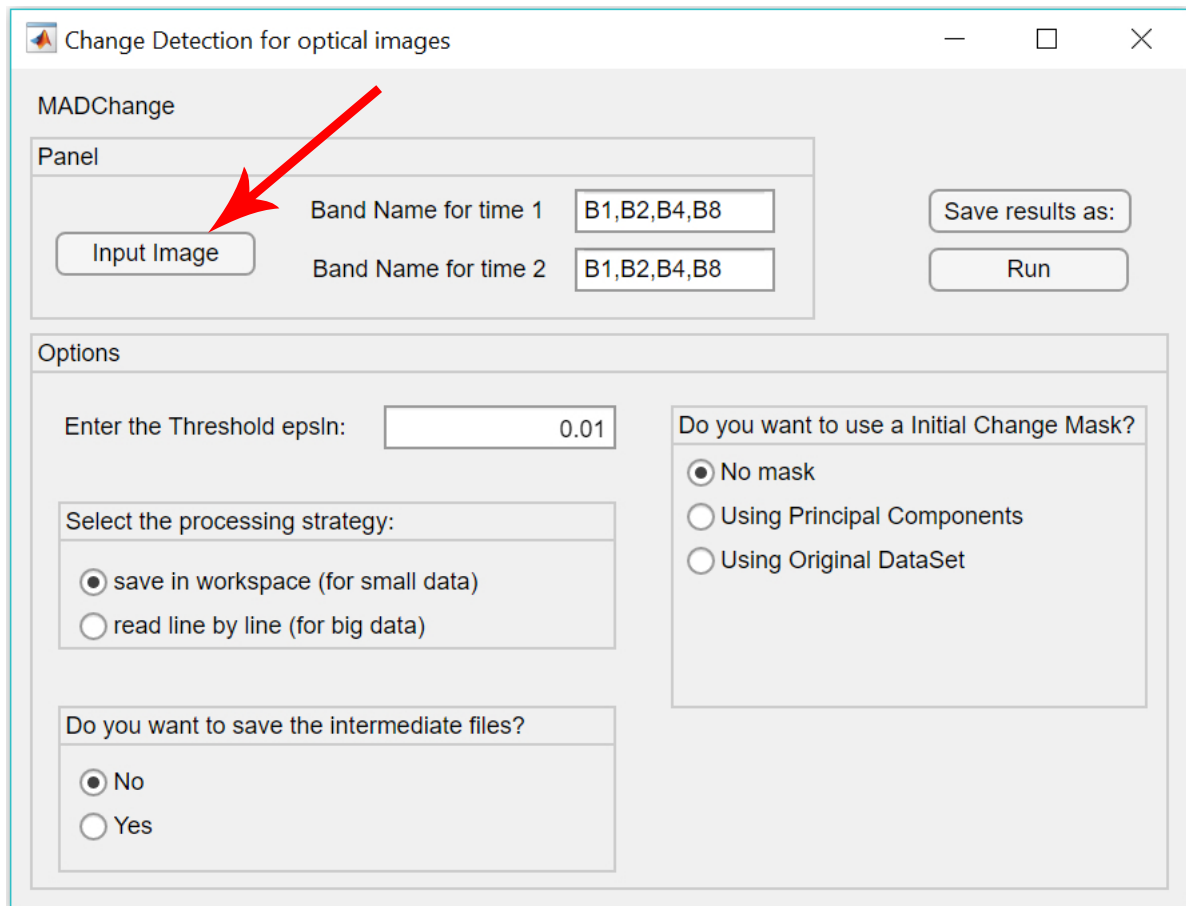 Change Detection for optical images
MADChange
Panel
Input Image
Band Name for time 1
B1,B2,B4,B8
Band Name for time 2
B1,B2,B4,B8
Save results as:
Run
Options
Enter the Threshold epsln:
0.01
Select the processing strategy:
save in workspace (for small data)
read line by line (for big data)
Do you want to save the intermediate files?
No
Yes
Do you want to use a Initial Change Mask?
No mask
Using Principal Components
Using Original DataSet